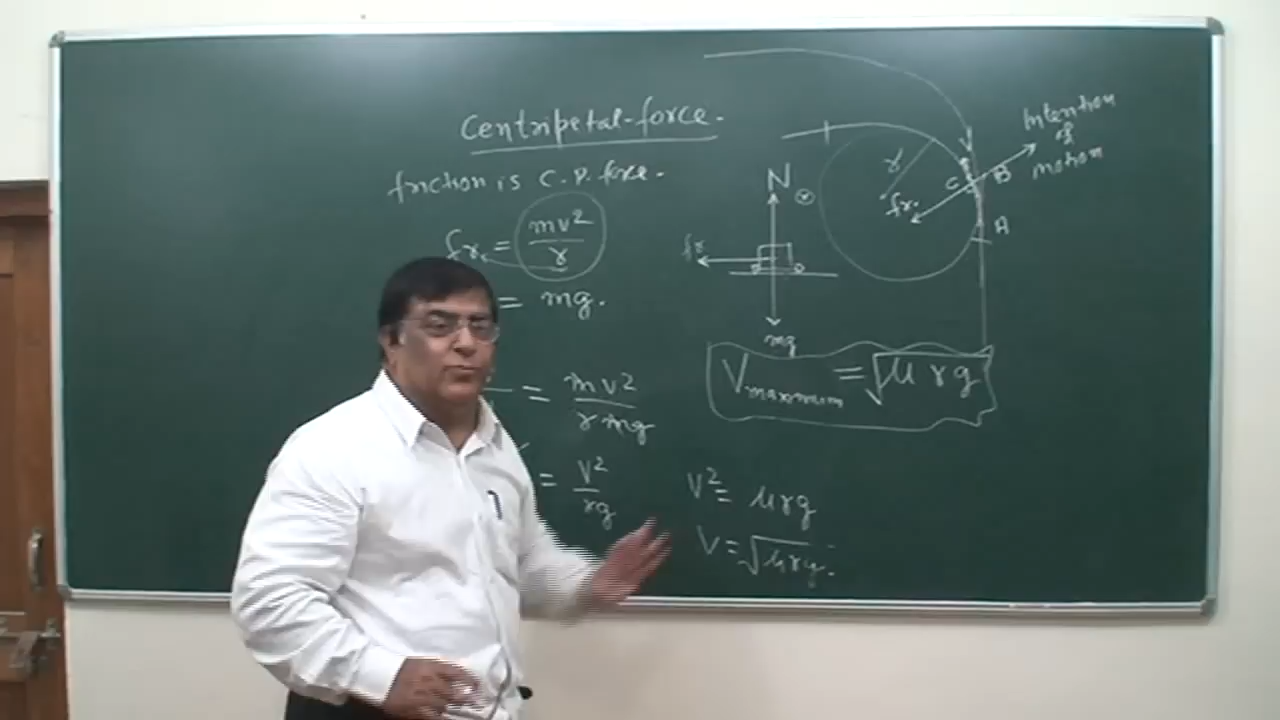 Centripetal-force.
friction is C.P. force.
fr. = mv²/r
= mg.
= mv²/rmg
= v²/rg
N
fr
mg
r
fr.
C
B
A
Intention
of
motion
Vmaximum = √μrg
V² = μrg
V = √μrg.